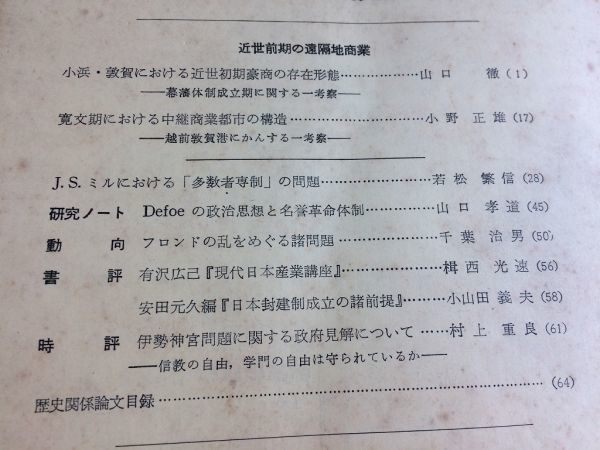 近世前期の遠隔地商業
小浜・敦賀における近世初期豪商の存在形態………………山口　徹(1)
――幕藩体制成立期に関する一考察――
寛文期における中継商業都市の構造……………………………小野正雄(17)
――越前敦賀港にかんする一考察――
J.S.ミルにおける「多数者専制」の問題………………………若松繁信(28)
研究ノート　Defoeの政治思想と名誉革命体制………………山口孝道(45)
動　向　フロンドの乱をめぐる諸問題…………………………千葉治男(50)
書　評　有沢広己『現代日本産業講座』…………………………楫西光速(56)
安田元久編『日本封建制成立の諸前提』………小山田義夫(58)
時　評　伊勢神宮問題に関する政府見解について……村上重良(61)
――信教の自由，学門の自由は守られているか――
歴史関係論文目録……………………………………………………………(64)